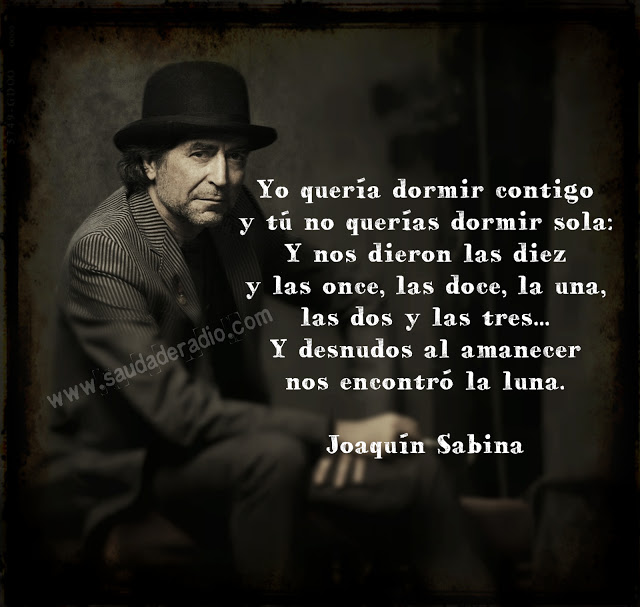 Yo quería dormir contigo
y tú no querías dormir sola:
Y nos dieron las diez
y las once, las doce, la una,
las dos y las tres...
Y desnudos al amanecer
nos encontró la luna.
Joaquín Sabina
www.saudaderadio.com